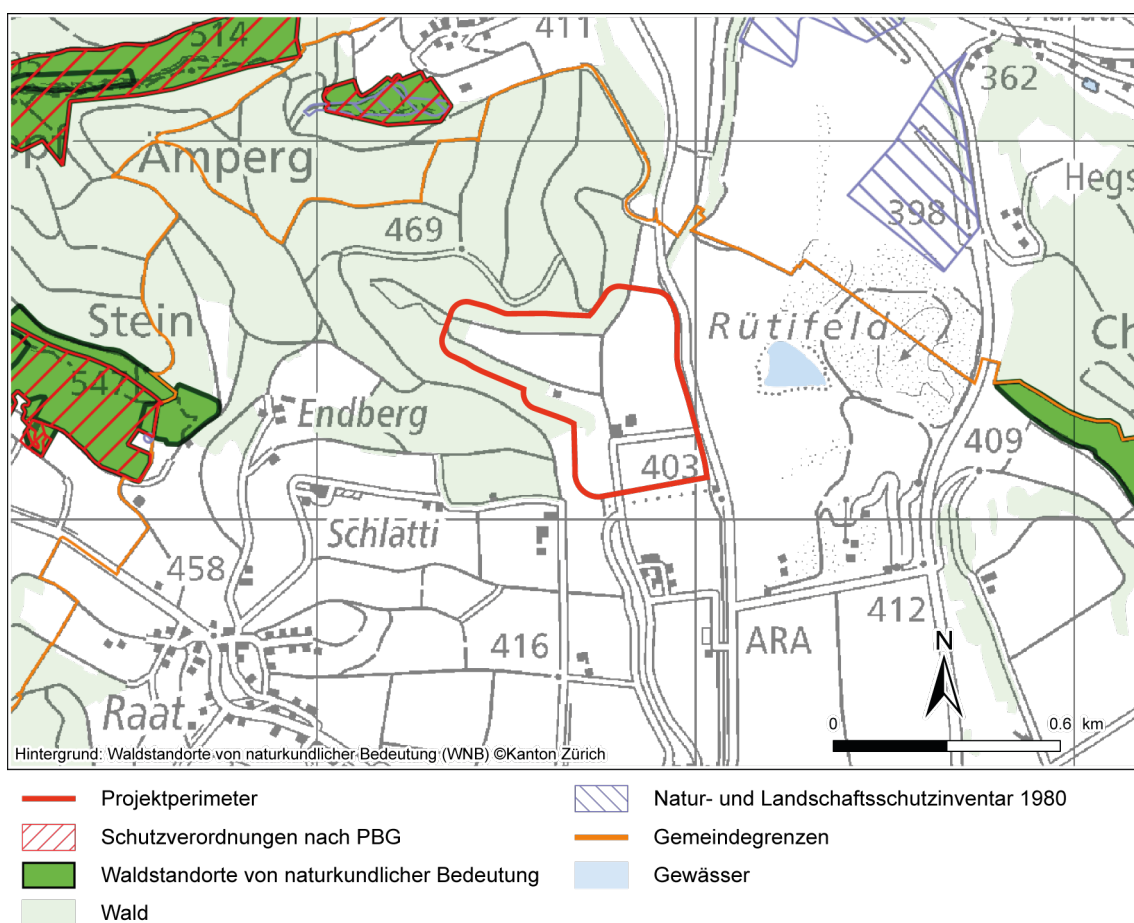 514
411
362
Ämperg
Hegs
398
469
Stein
Rütifeld
Ch
547
Endberg
409
403
Schlatti
458
412
416
ARA
N
Raat
0 0.6 km
Hintergrund: Waldstandorte von naturkundlicher Bedeutung (WNB) ©Kanton Zürich
Projektperimeter
Natur- und Landschaftsschutzinventar 1980
Schutzverordnungen nach PBG
Gemeindegrenzen
Waldstandorte von naturkundlicher Bedeutung
Gewässer
Wald